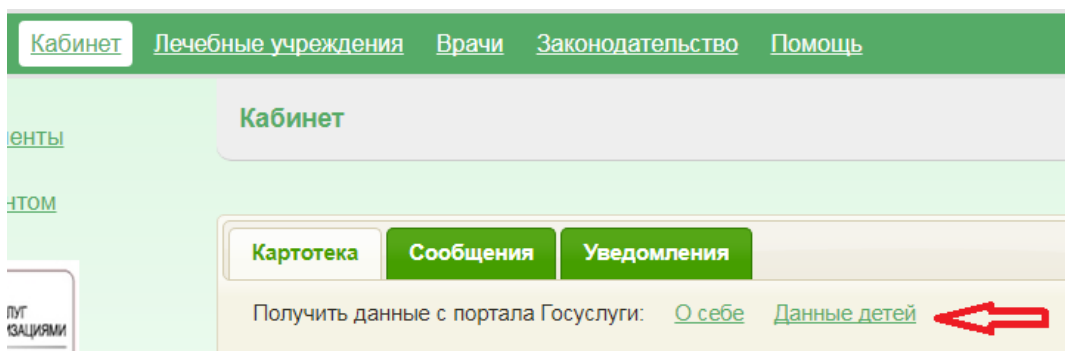 Кабинет Лечебные учреждения Врачи Законодательство Помощь
Кабинет
Картотека Сообщения Уведомления
Получить данные с портала Госуслуги: О себе Данные детей